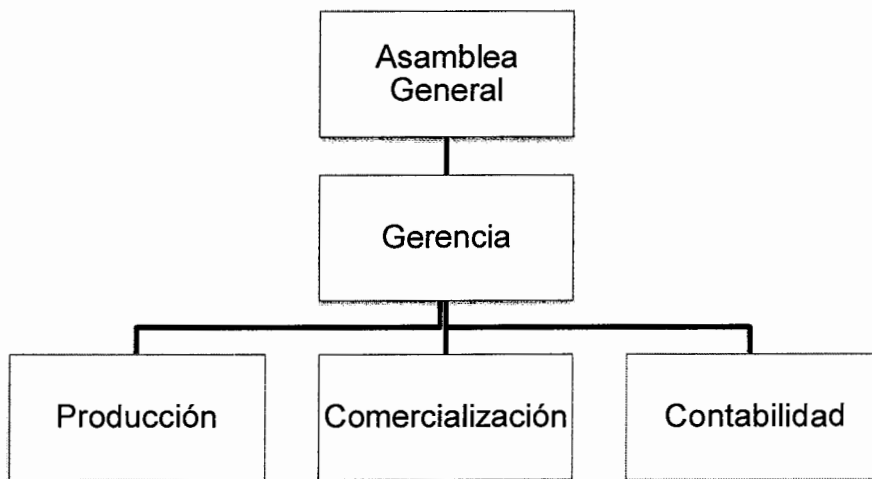 Asamblea
General
Gerencia
Producción
Comercialización
Contabilidad